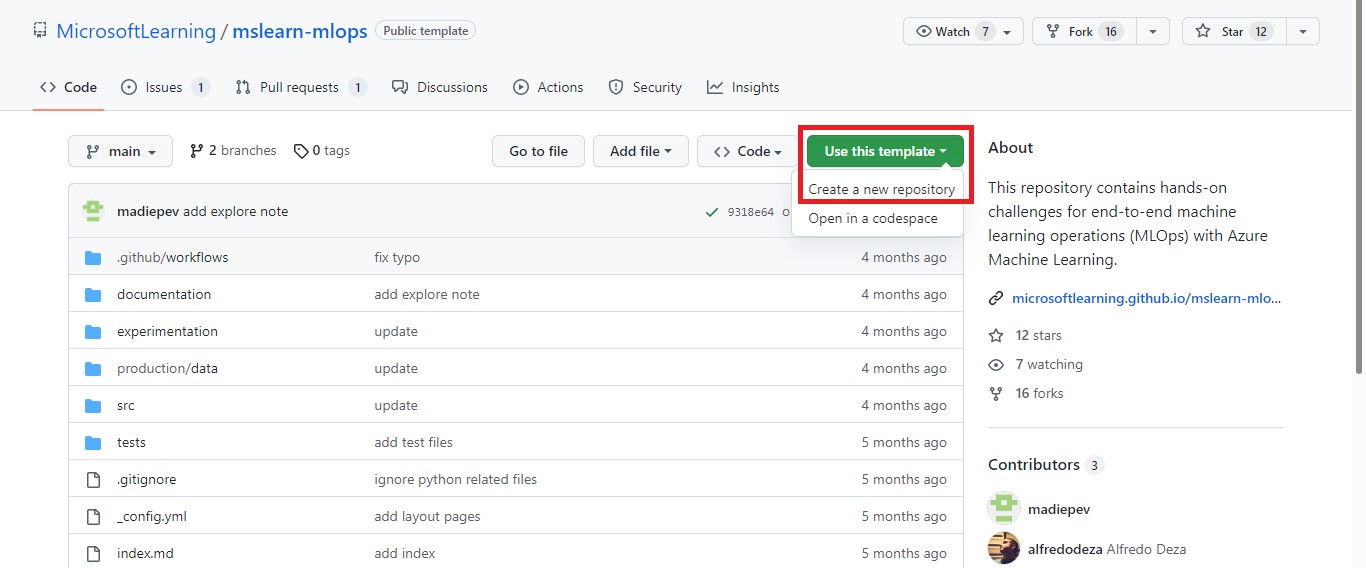 MicrosoftLearning / mslearn-mlops Public template
Watch 7 Fork 16 Star 12
Code Issues 1 Pull requests 1 Discussions Actions Security Insights
main 2 branches 0 tags Go to file Add file Code Use this template
Create a new repository
Open in a codespace
madiepev add explore note 9318e64
.github/workflows fix typo 4 months ago
documentation add explore note 4 months ago
experimentation update 4 months ago
production/data update 4 months ago
src update 4 months ago
tests add test files 5 months ago
.gitignore ignore python related files 5 months ago
_config.yml add layout pages 5 months ago
index.md add index 5 months ago
About
This repository contains hands-on
challenges for end-to-end machine
learning operations (MLOps) with Azure
Machine Learning.
microsoftlearning.github.io/mslearn-mlo...
12 stars
7 watching
16 forks
Contributors 3
madiepev
alfredodeza Alfredo Deza